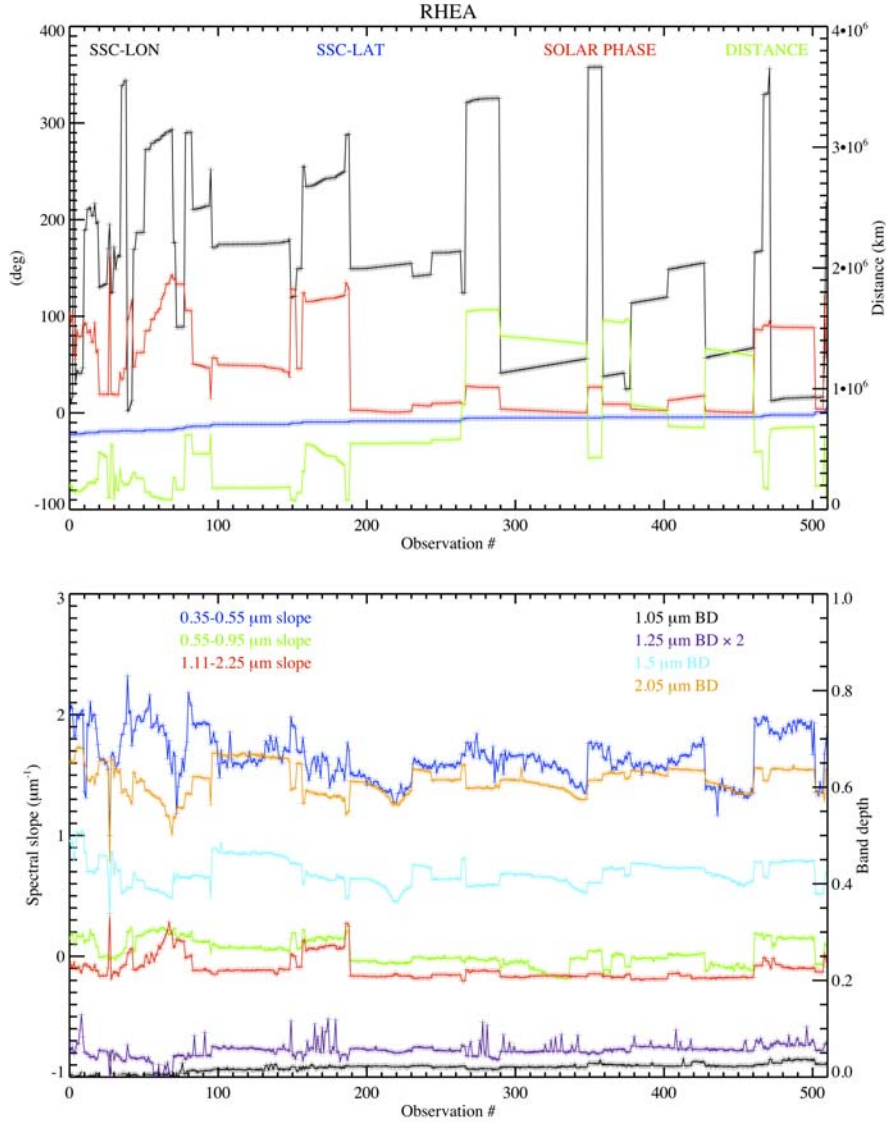 RHEA
400
300
200
100
0
-100
(deg)
SSC-LON SSC-LAT SOLAR PHASE DISTANCE
4•10⁶
3•10⁶
2•10⁶
1•10⁶
0
Distance (km)
0 100 200 300 400 500
Observation #
3
2
1
0
-1
Spectral slope (μm⁻¹)
0.35-0.55 μm slope
0.55-0.95 μm slope
1.11-2.25 μm slope
1.05 μm BD
1.25 μm BD × 2
1.5 μm BD
2.05 μm BD
1.0
0.8
0.6
0.4
0.2
0.0
Band depth
0 100 200 300 400 500
Observation #